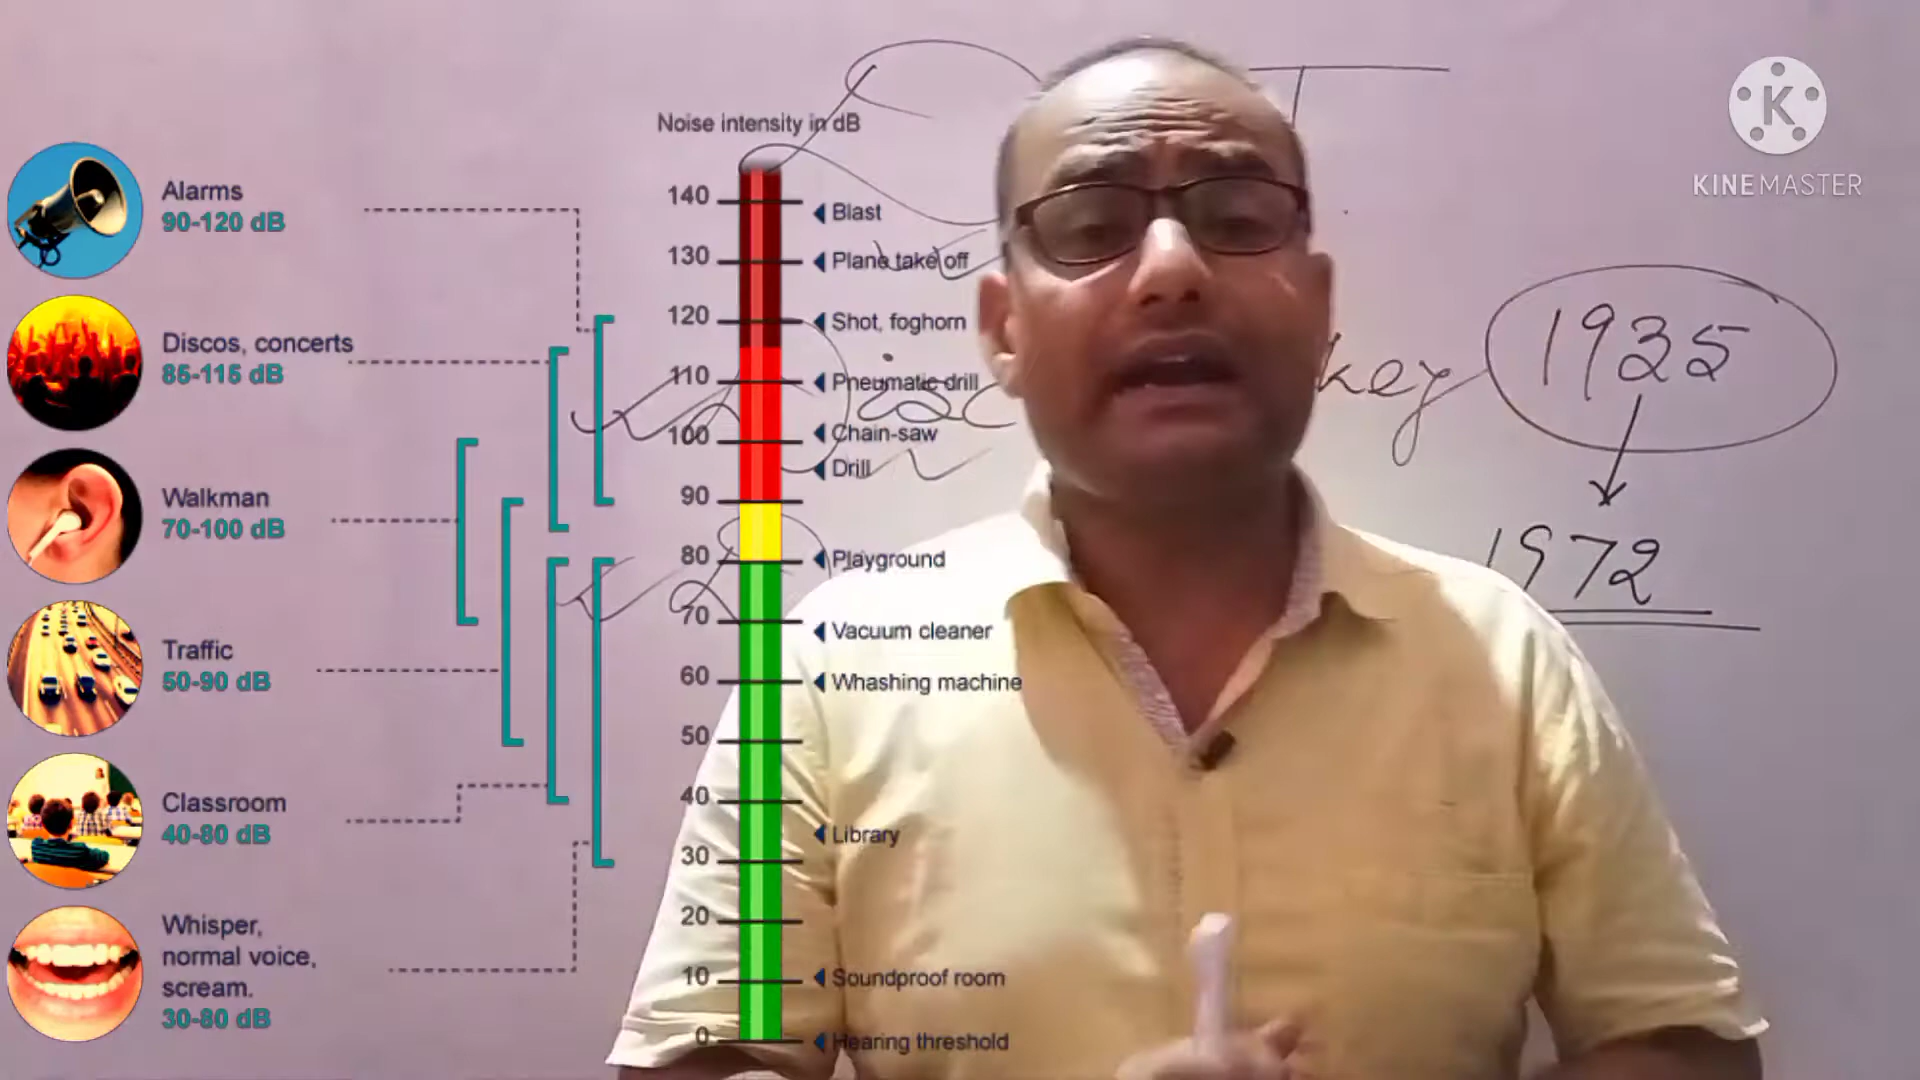 KINEMASTER
Noise intensity in dB
Alarms
90-120 dB
Discos, concerts
85-115 dB
Walkman
70-100 dB
Traffic
50-90 dB
Classroom
40-80 dB
Whisper,
normal voice,
scream.
30-80 dB
140
130
120
110
100
90
80
70
60
50
40
30
20
10
0
Blast
Plane take off
Shot, foghorn
Pneumatic drill
Chain-saw
Drill
Playground
Vacuum cleaner
Whashing machine
Library
Soundproof room
Hearing threshold
key 1935
1972